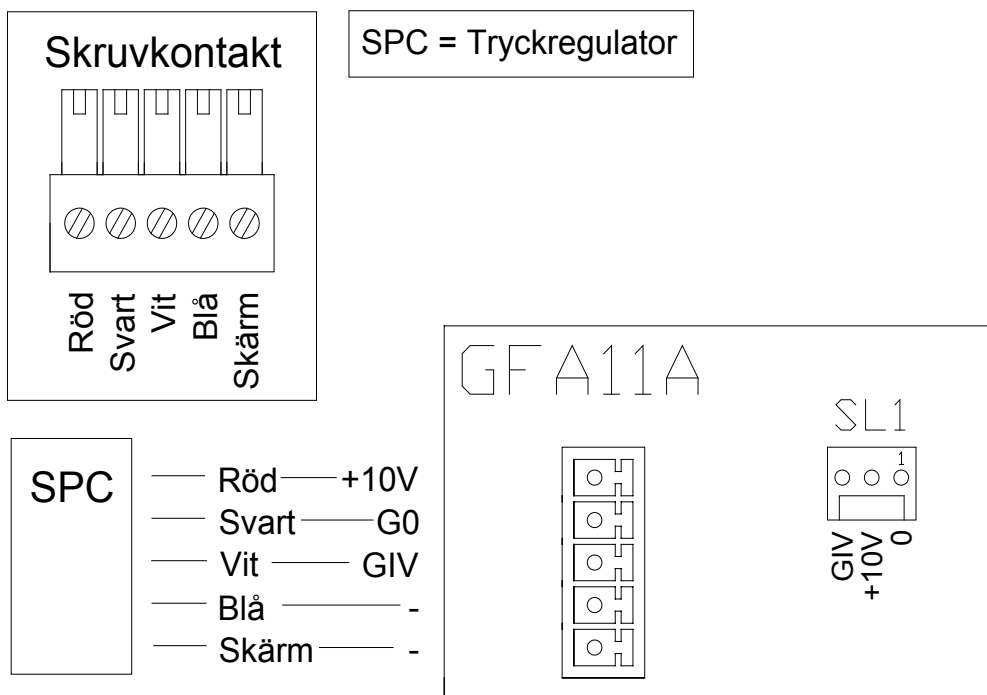 Skruvkontakt
SPC = Tryckregulator
Röd
Svart
Vit
Blå
Skärm
GFA11A
SL1
1
GIV
+10V
0
SPC
Röd +10V
Svart G0
Vit GIV
Blå -
Skärm -